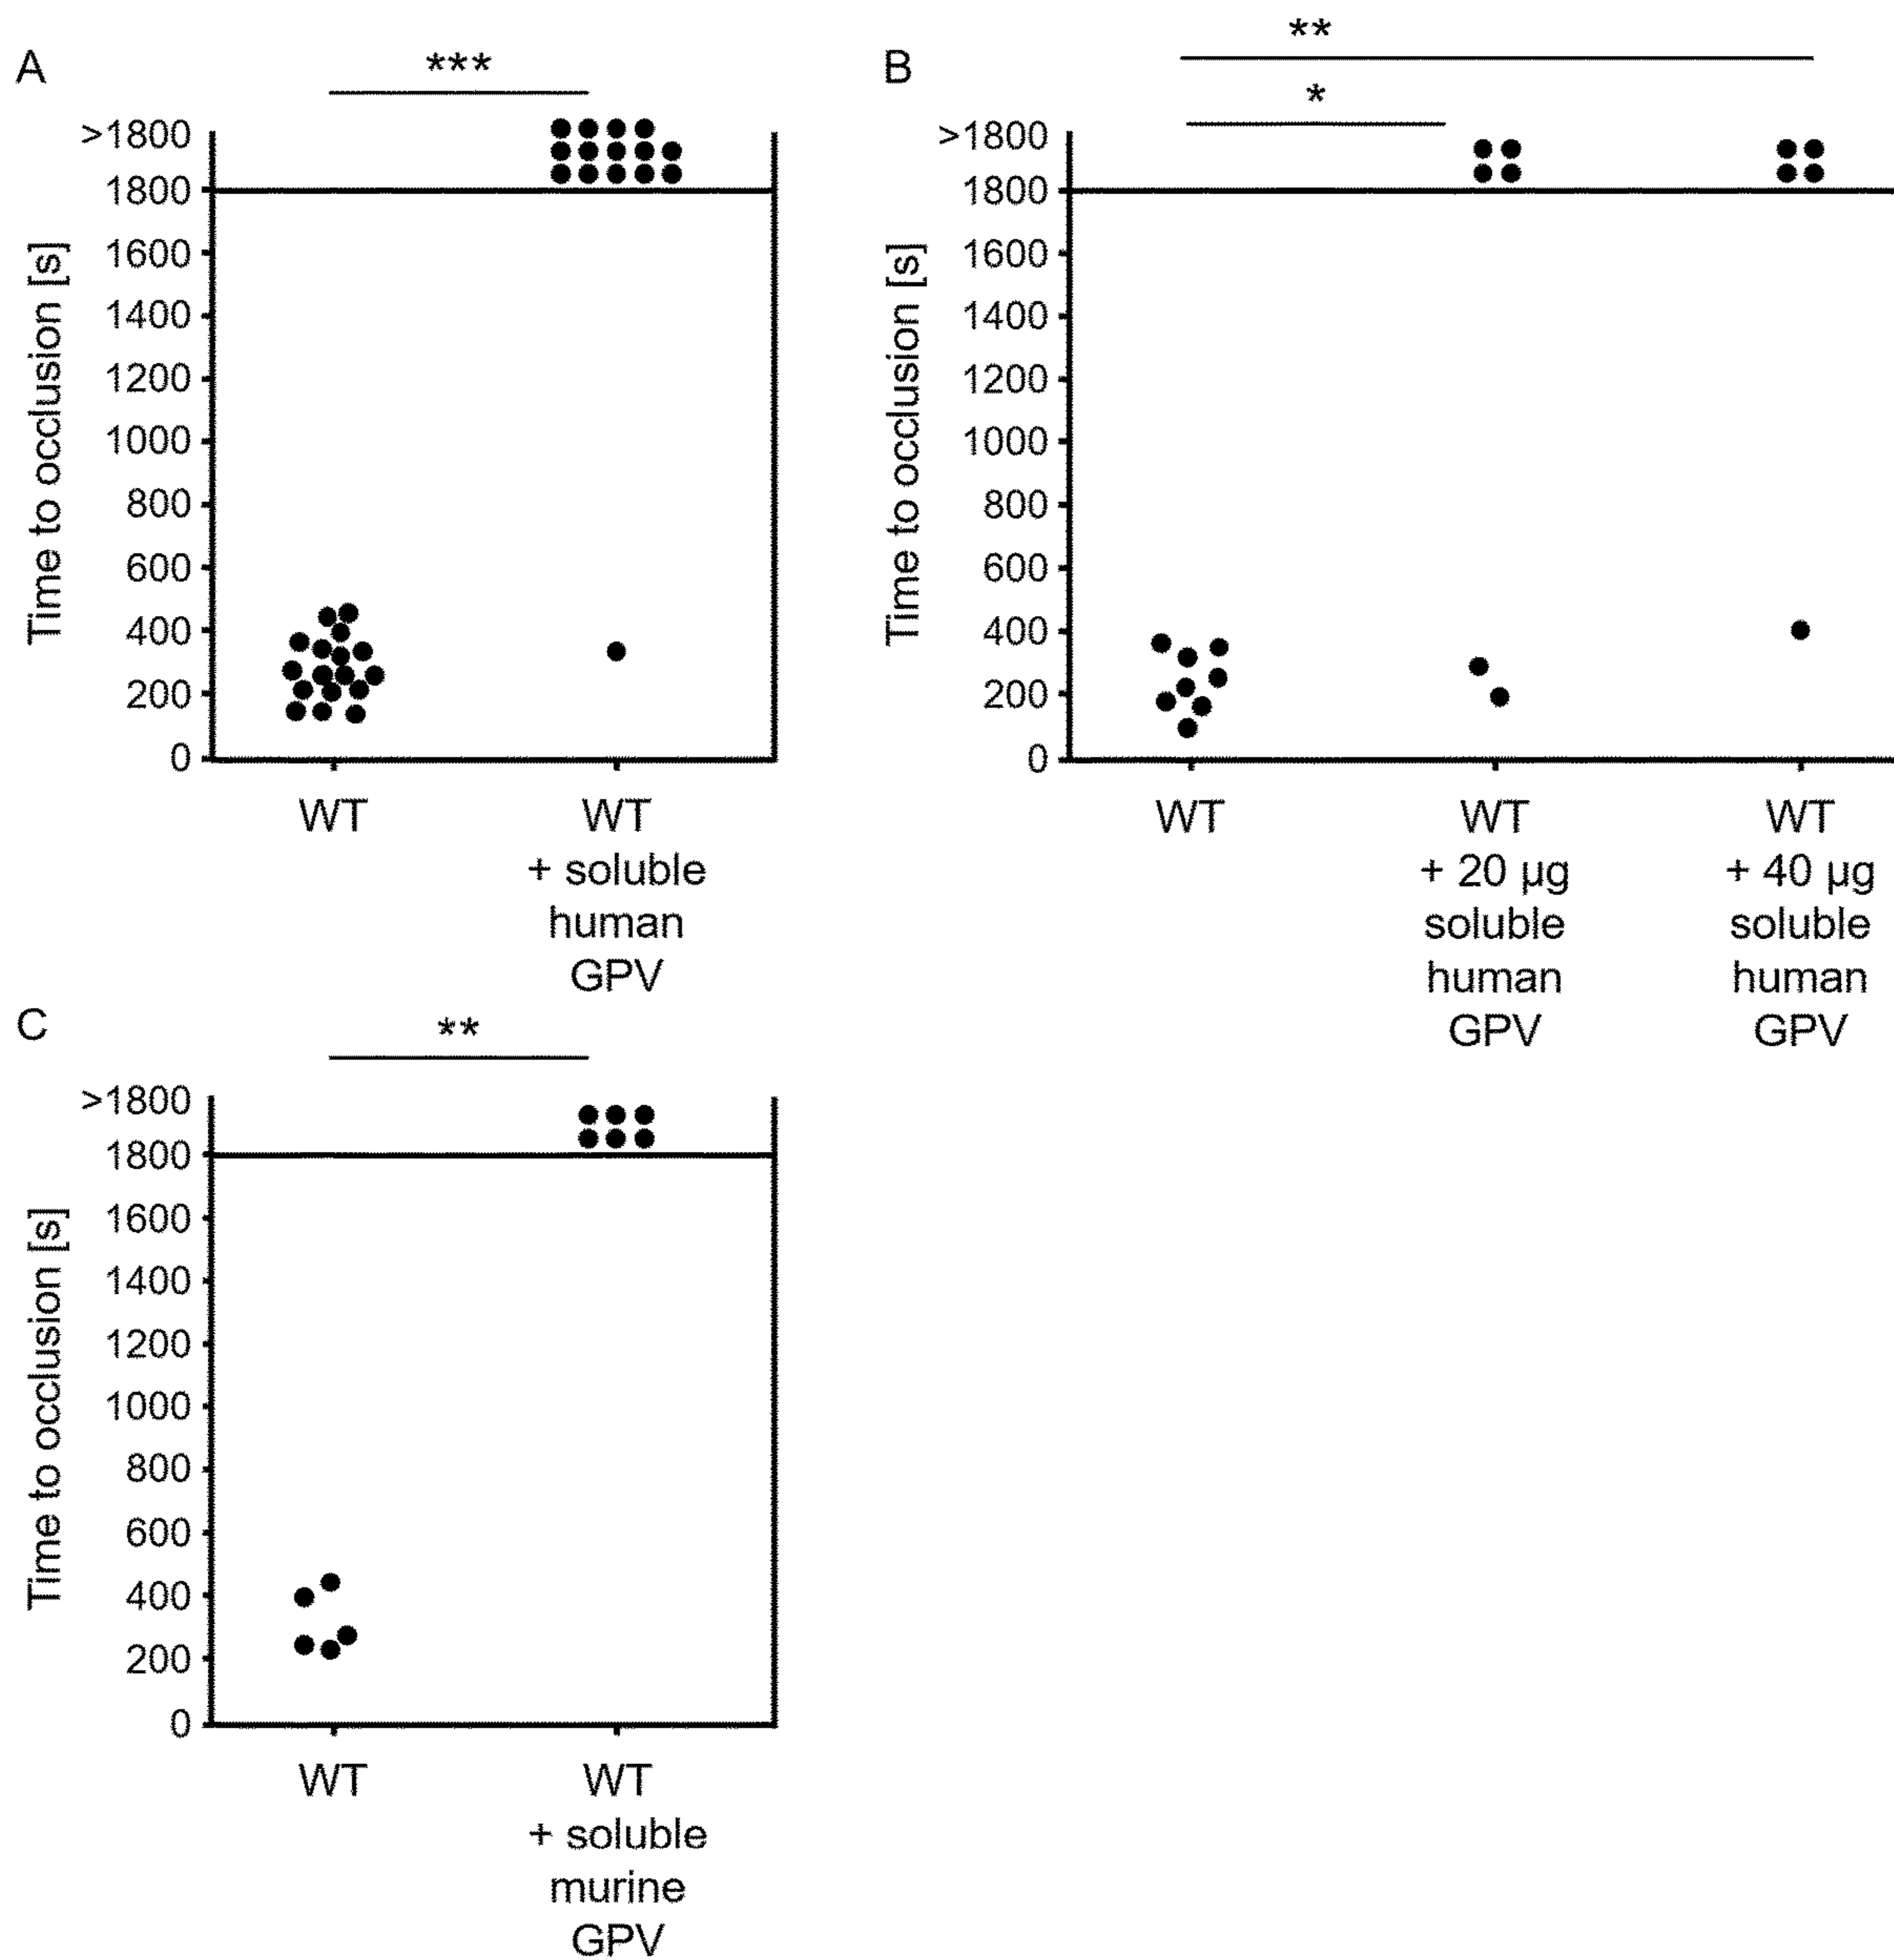 A
***
>1800
1800
1600
1400
1200
1000
800
600
400
200
0
Time to occlusion [s]
WT
WT
+ soluble
human
GPV
B
**
*
>1800
1800
1600
1400
1200
1000
800
600
400
200
0
Time to occlusion [s]
WT
WT
+ 20 µg
soluble
human
GPV
WT
+ 40 µg
soluble
human
GPV
C
**
>1800
1800
1600
1400
1200
1000
800
600
400
200
0
Time to occlusion [s]
WT
WT
+ soluble
murine
GPV